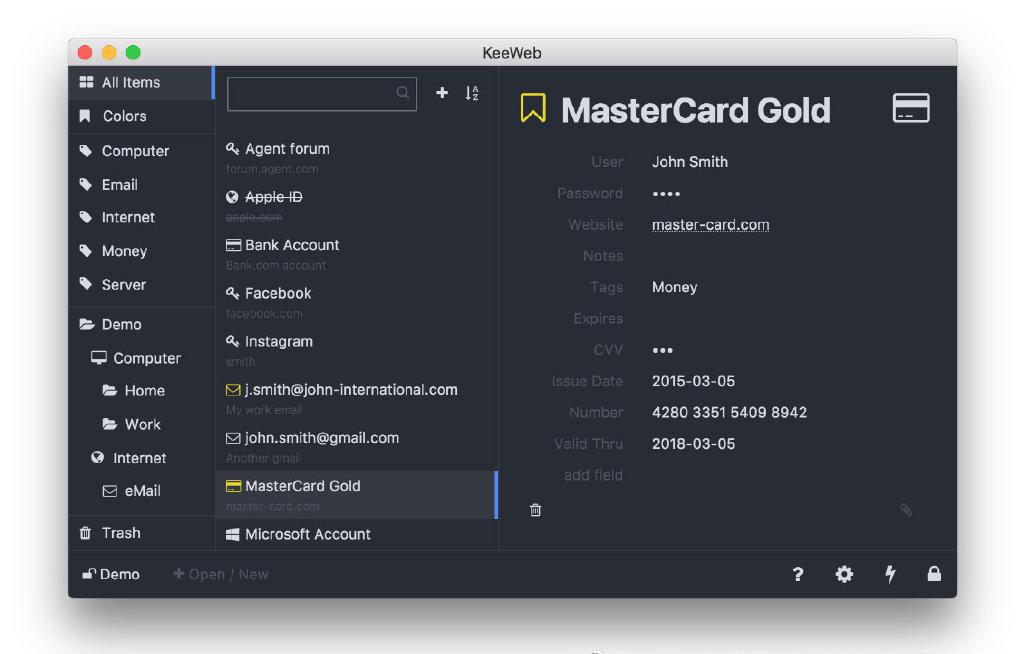 KeeWeb
All Items
Colors
Computer
Email
Internet
Money
Server
Demo
Computer
Home
Work
Internet
eMail
Trash
Agent forum
forum.agent.com
Apple ID
apple.com
Bank Account
Bank.com account
Facebook
facebook.com
Instagram
smith
j.smith@john-international.com
My work email
john.smith@gmail.com
Another gmail
MasterCard Gold
master-card.com
Microsoft Account
MasterCard Gold
User John Smith
Password ••••
Website master-card.com
Notes
Tags Money
Expires
CVV •••
Issue Date 2015-03-05
Number 4280 3351 5409 8942
Valid Thru 2018-03-05
add field
Demo + Open / New ?